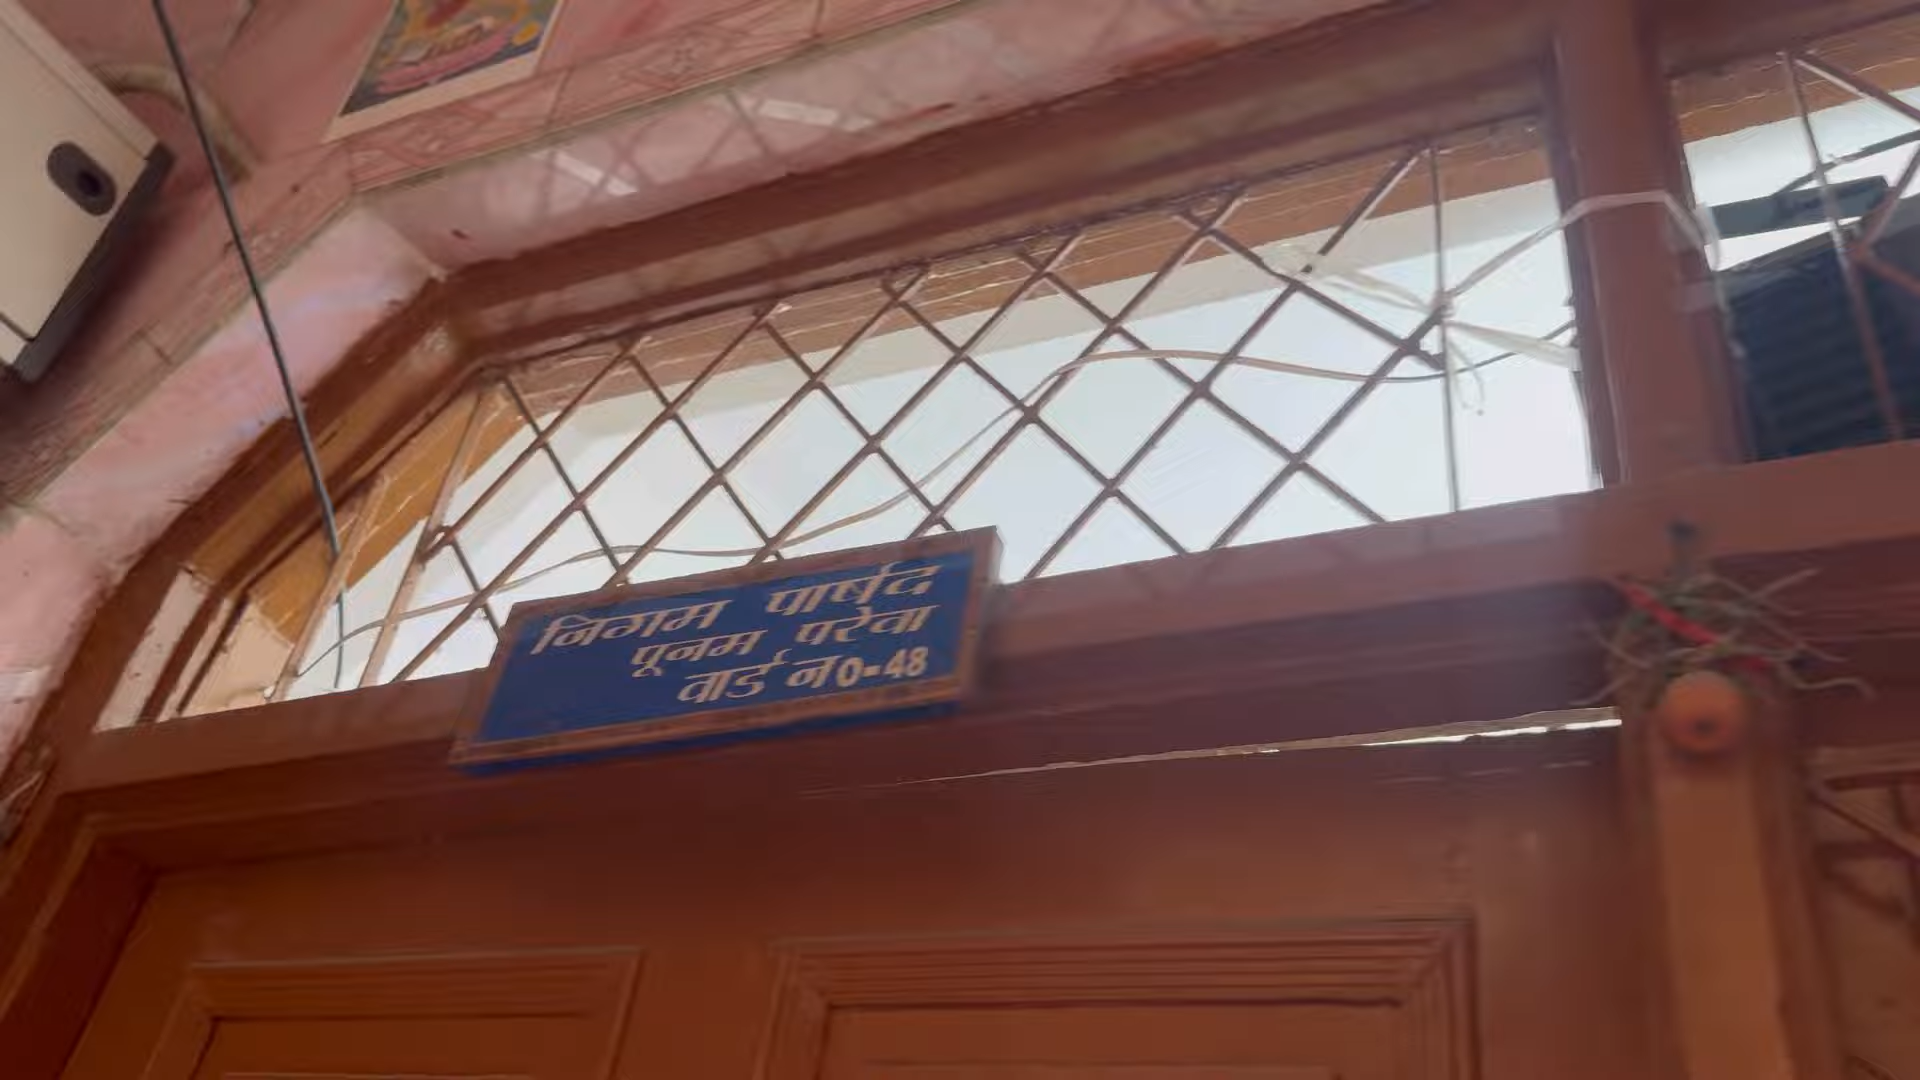 निगम पार्षद
पूनम परेवा
वार्ड न0-48